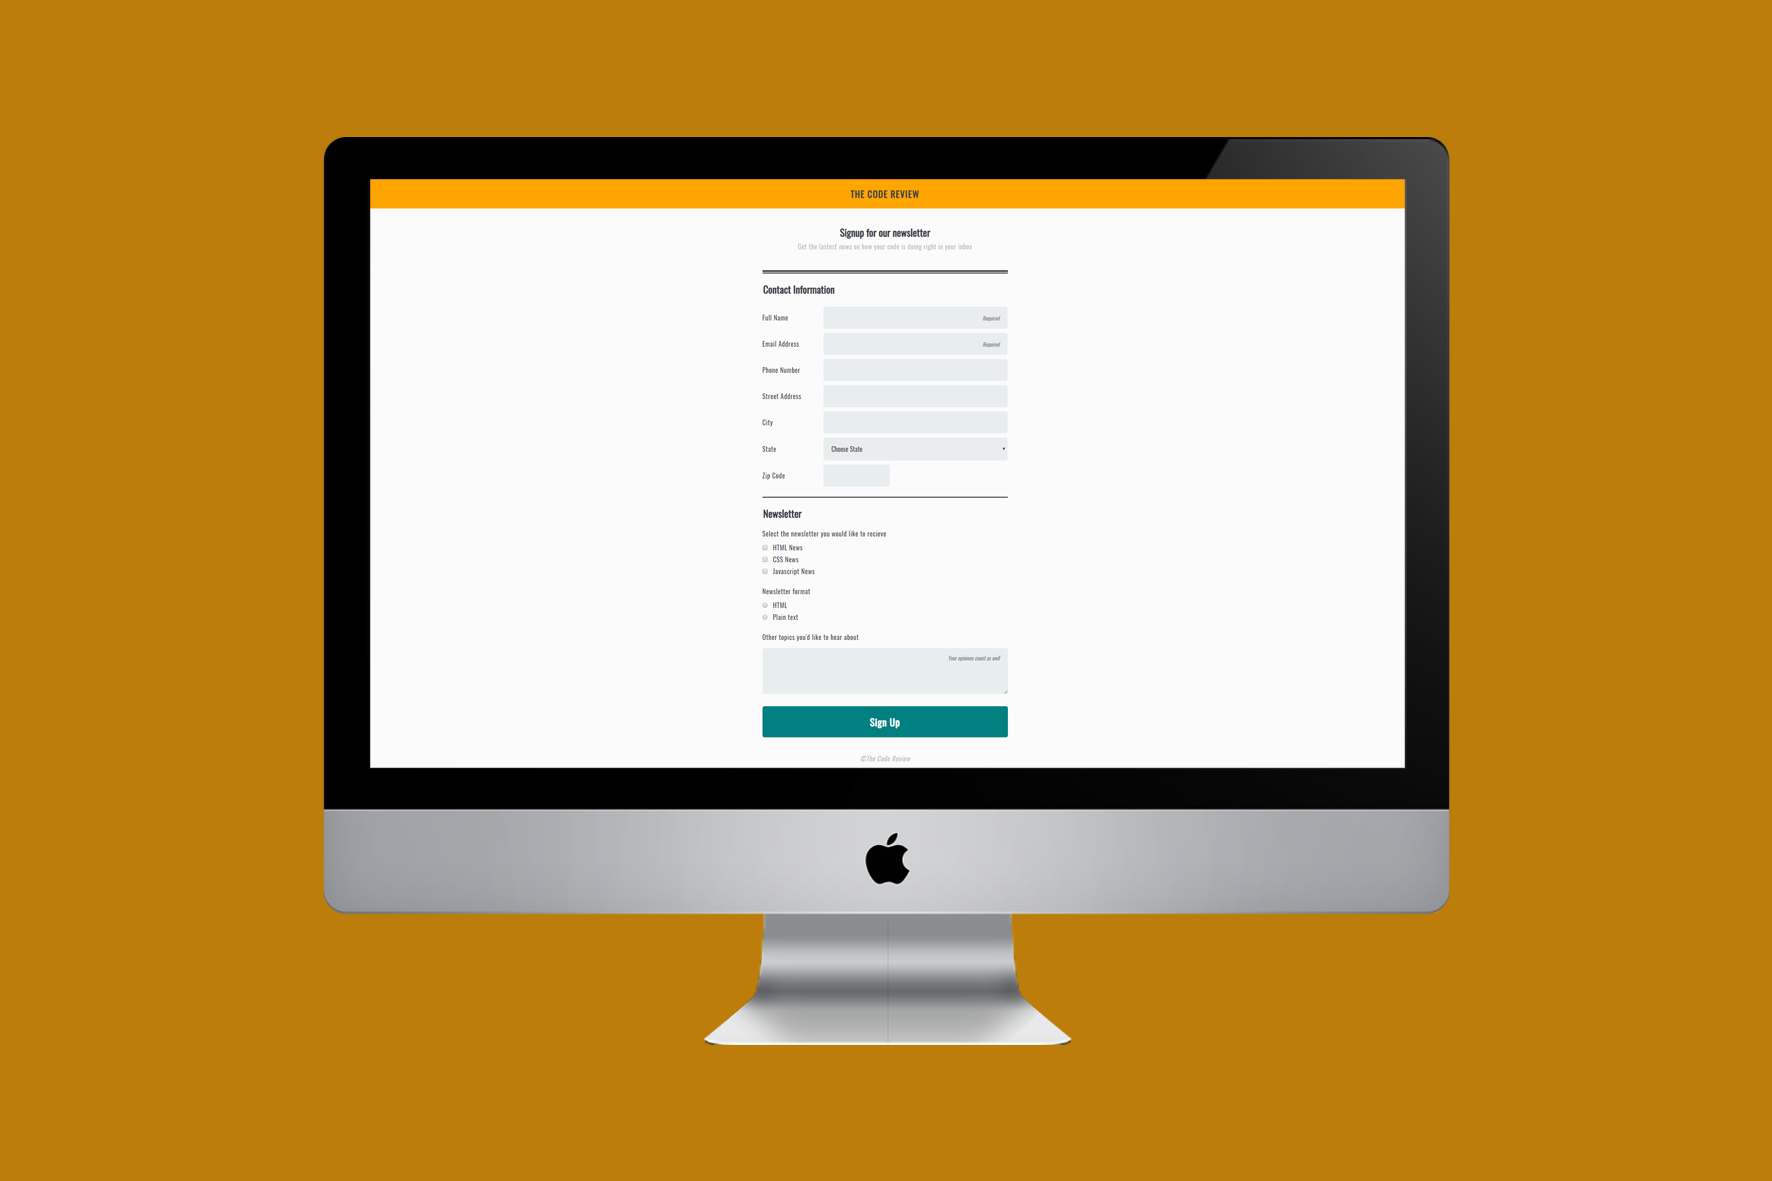 THE CODE REVIEW
Signup for our newsletter
Get the lastest news on how your code is doing right in your inbox
Contact Information
Full Name
Required
Email Address
Required
Phone Number
Street Address
City
State
Choose State
Zip Code
Newsletter
Select the newsletter you would like to recieve
HTML News
CSS News
Javascript News
Newsletter format
HTML
Plain text
Other topics you'd like to hear about
Your opinions count as well
Sign Up
©The Code Review